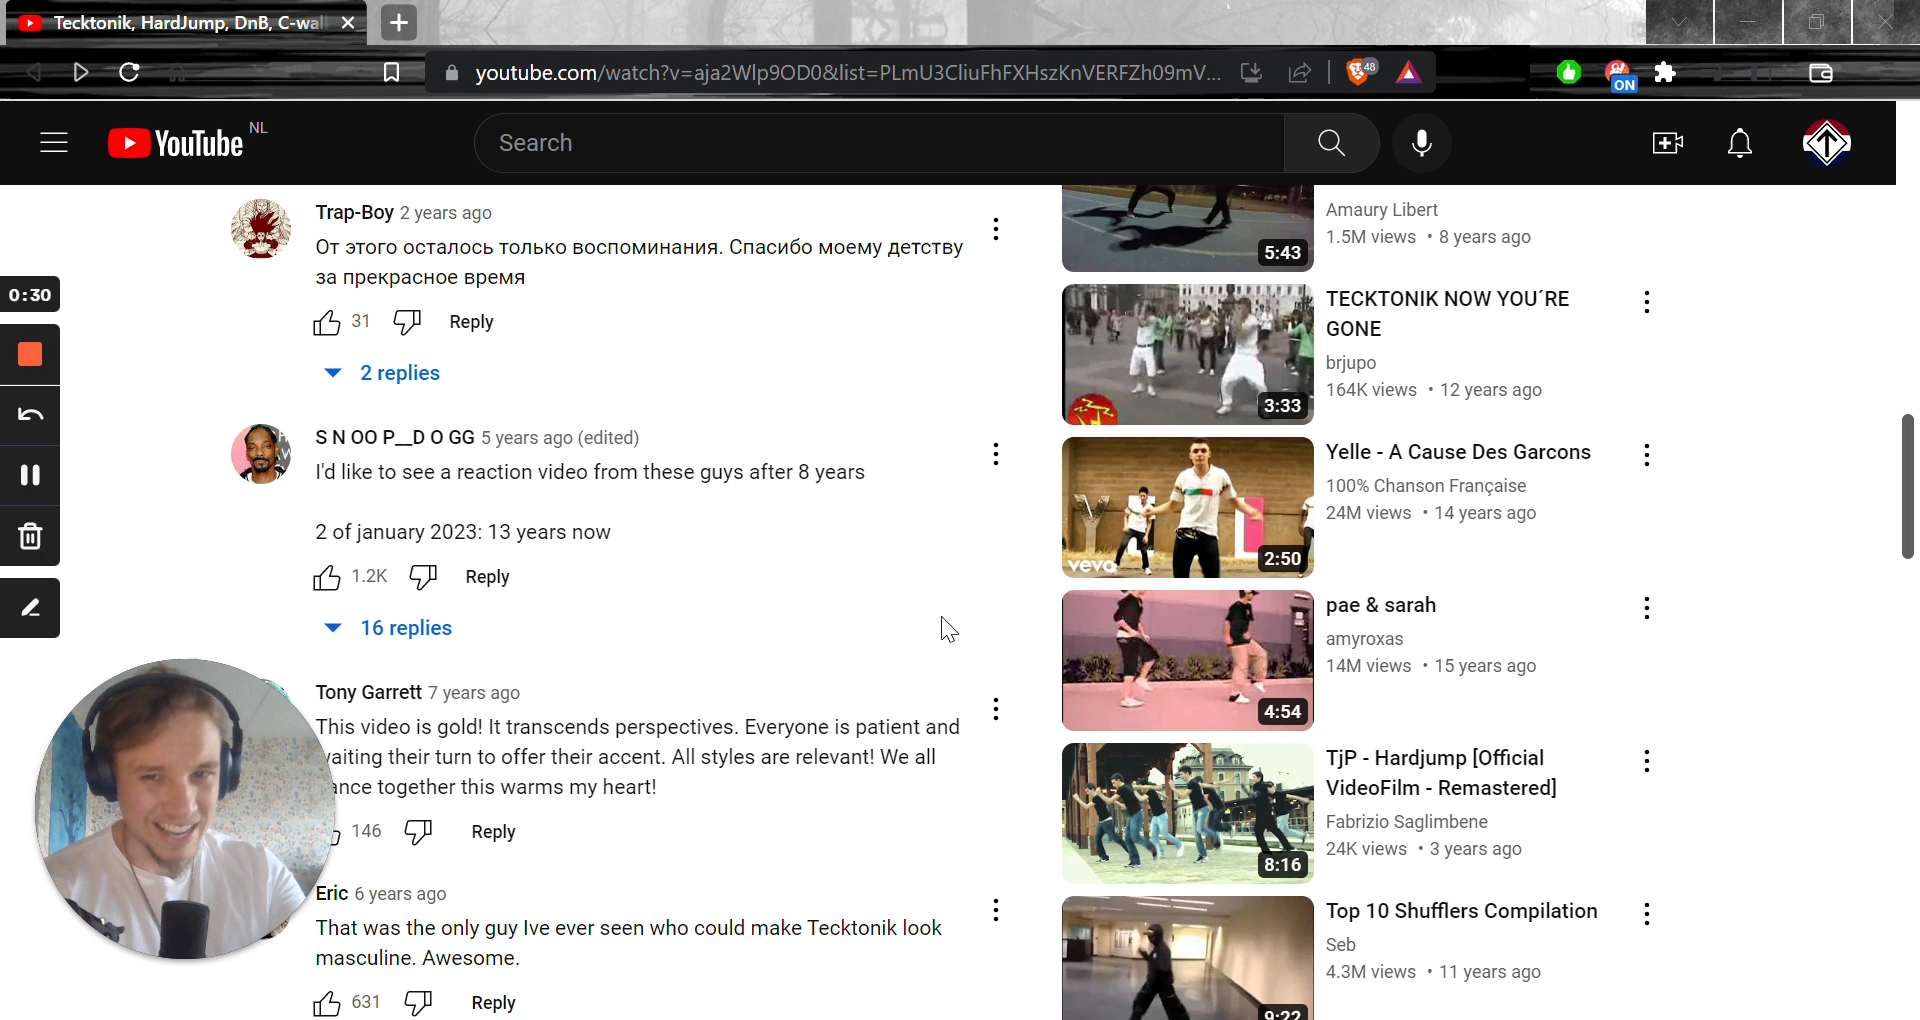 Tecktonik, HardJump, DnB, C-wal
youtube.com/watch?v=aja2Wlp9OD0&list=PLmU3CliuFhFXHszKnVERFZh09mV...
48
ON
YouTube NL
Search
0:30
Trap-Boy 2 years ago
От этого осталось только воспоминания. Спасибо моему детству
за прекрасное время
31 Reply
2 replies
S N OO P__D O GG 5 years ago (edited)
I'd like to see a reaction video from these guys after 8 years
2 of january 2023: 13 years now
1.2K Reply
16 replies
Tony Garrett 7 years ago
This video is gold! It transcends perspectives. Everyone is patient and
waiting their turn to offer their accent. All styles are relevant! We all
dance together this warms my heart!
146 Reply
Eric 6 years ago
That was the only guy Ive ever seen who could make Tecktonik look
masculine. Awesome.
631 Reply
5:43
Amaury Libert
1.5M views • 8 years ago
3:33
TECKTONIK NOW YOU´RE
GONE
brjupo
164K views • 12 years ago
vevo
2:50
Yelle - A Cause Des Garcons
100% Chanson Française
24M views • 14 years ago
4:54
pae & sarah
amyroxas
14M views • 15 years ago
8:16
TjP - Hardjump [Official
VideoFilm - Remastered]
Fabrizio Saglimbene
24K views • 3 years ago
9:22
Top 10 Shufflers Compilation
Seb
4.3M views • 11 years ago